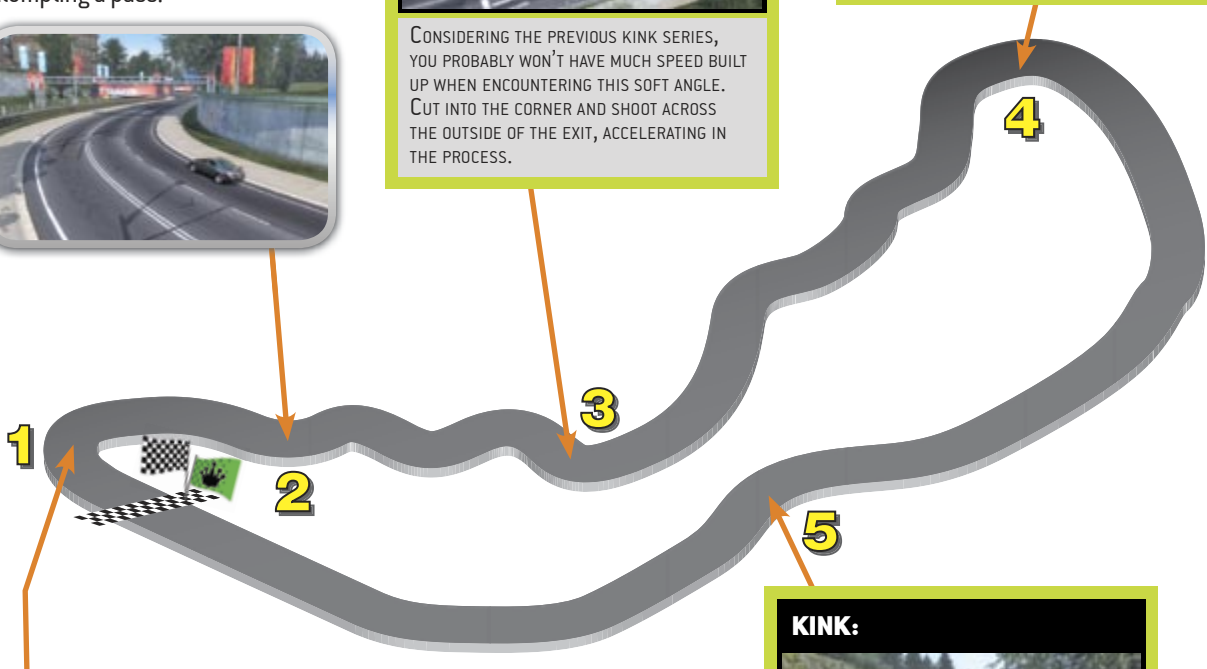 a pass.
CONSIDERING THE PREVIOUS KINK SERIES,
YOU PROBABLY WON'T HAVE MUCH SPEED BUILT
UP WHEN ENCOUNTERING THIS SOFT ANGLE.
CUT INTO THE CORNER AND SHOOT ACROSS
THE OUTSIDE OF THE EXIT, ACCELERATING IN
THE PROCESS.
4
3
1
2
5
KINK: